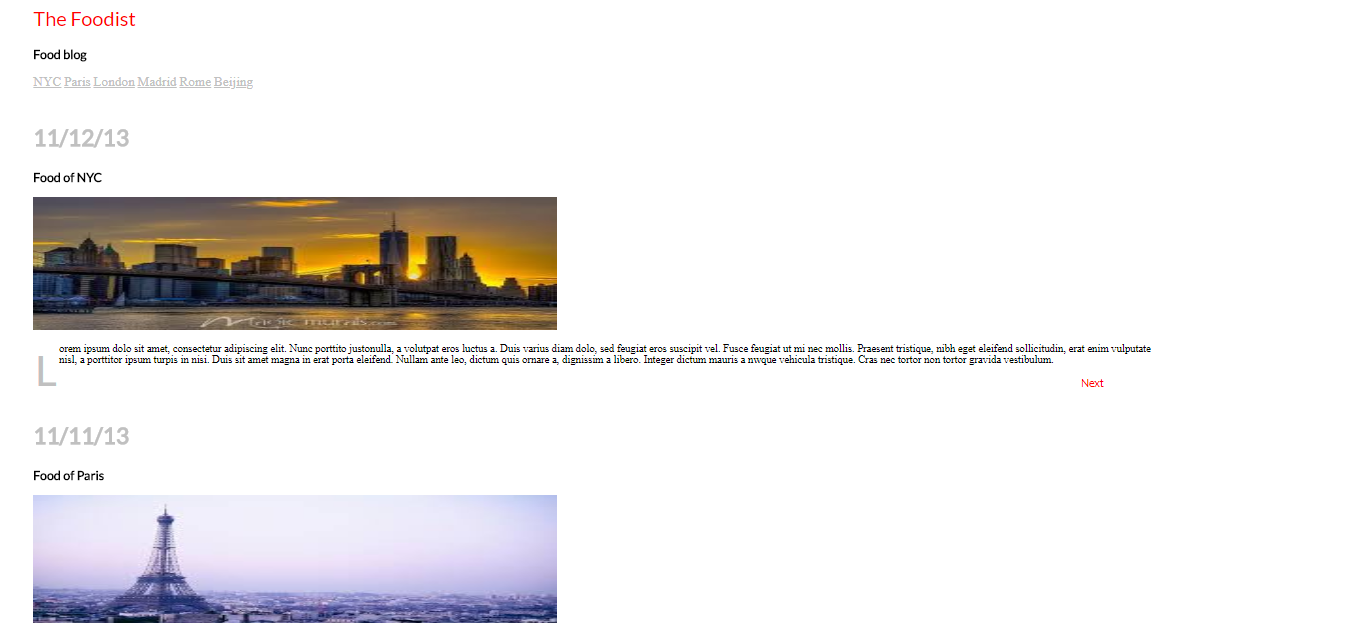 The Foodist
Food blog
NYC Paris London Madrid Rome Beijing
11/12/13
Food of NYC
Lorem ipsum dolo sit amet, consectetur adipiscing elit. Nunc porttito justonulla, a volutpat eros luctus a. Duis varius diam dolo, sed feugiat eros suscipit vel. Fusce feugiat ut mi nec mollis. Praesent tristique, nibh eget eleifend sollicitudin, erat enim vulputate
nisl, a porttitor ipsum turpis in nisi. Duis sit amet magna in erat porta eleifend. Nullam ante leo, dictum quis ornare a, dignissim a libero. Integer dictum mauris a nwque vehicula tristique. Cras nec tortor non tortor gravida vestibulum.
Next
11/11/13
Food of Paris